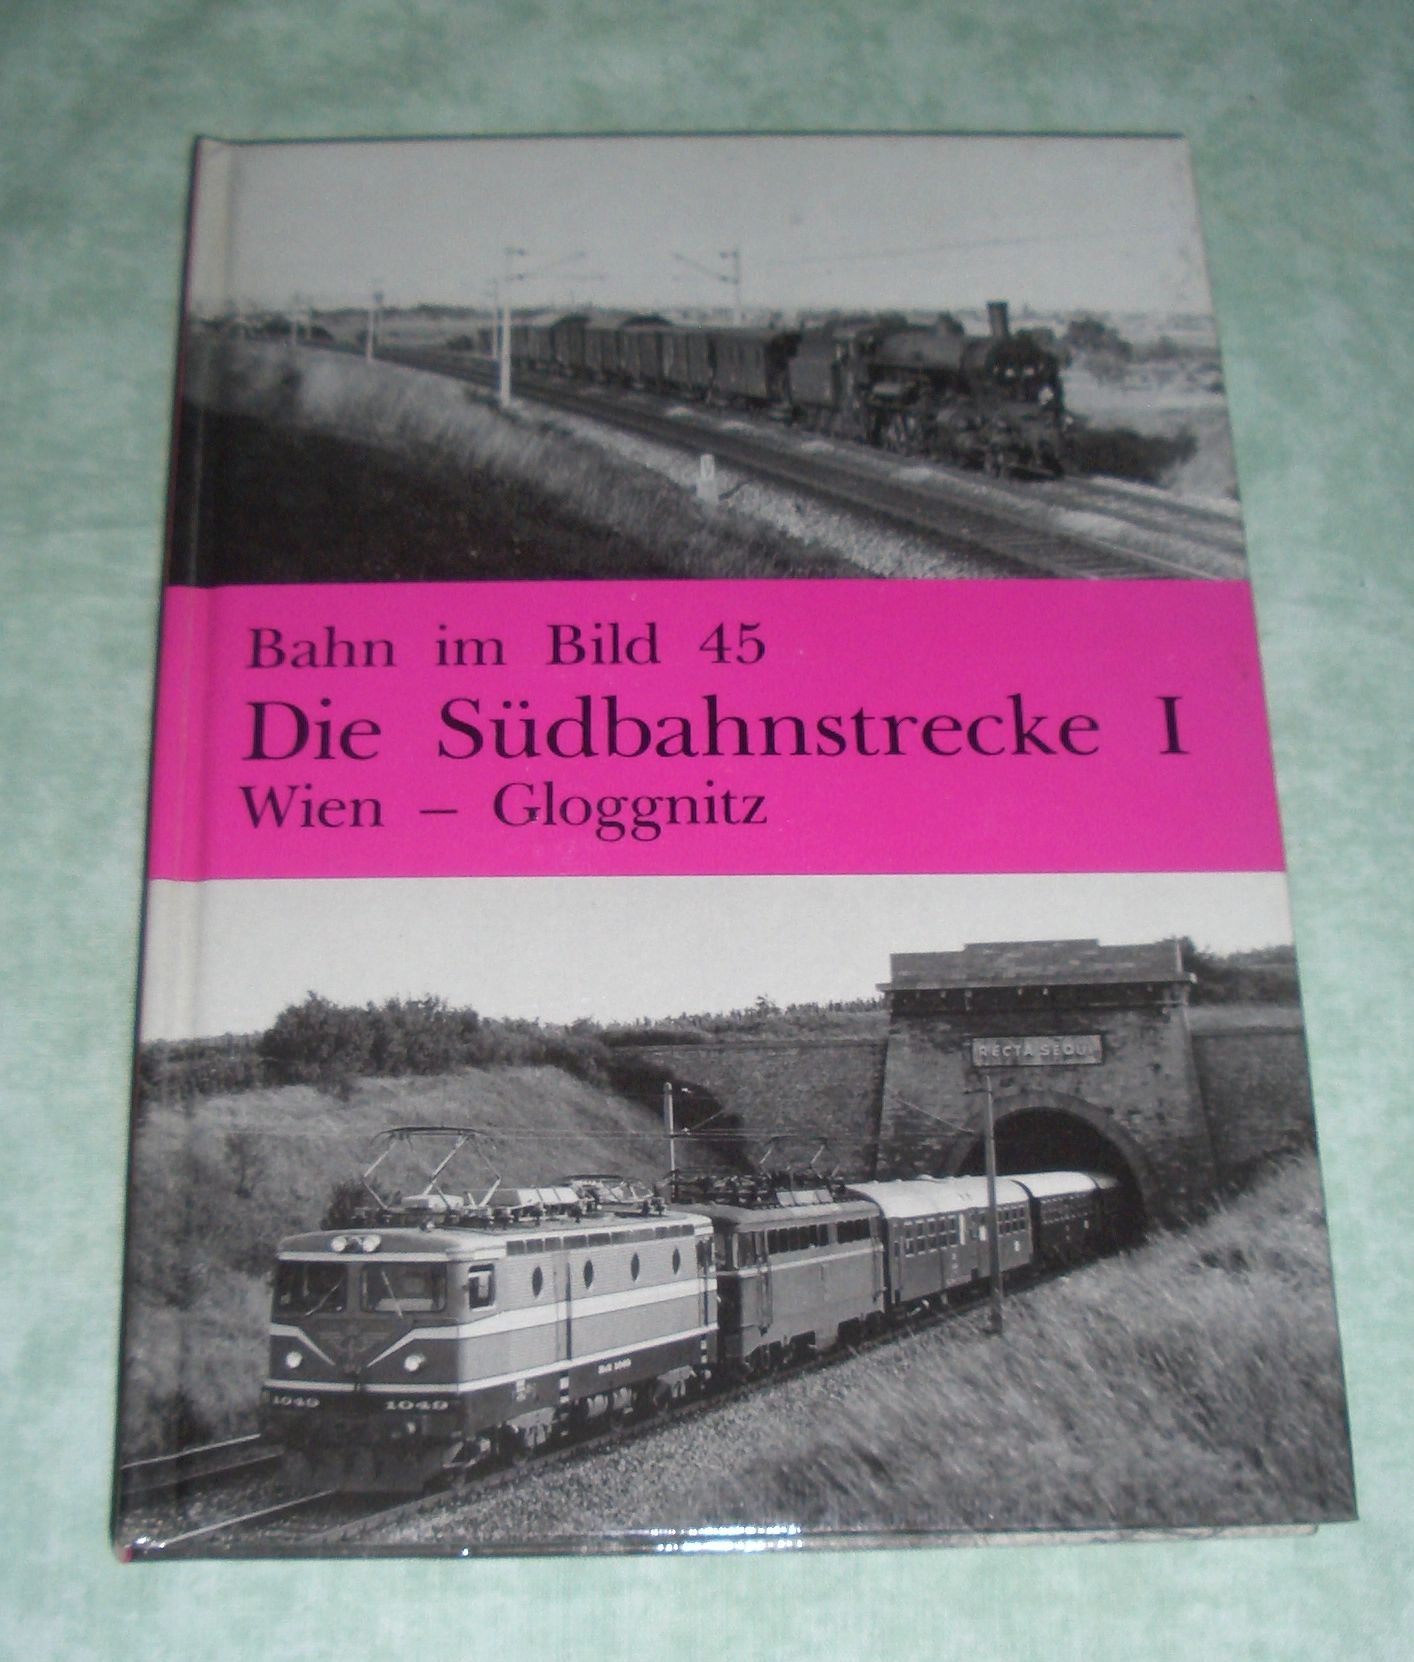 Bahn im Bild 45
Die Südbahnstrecke I
Wien – Gloggnitz
RECTA SEQUI
1049
1049